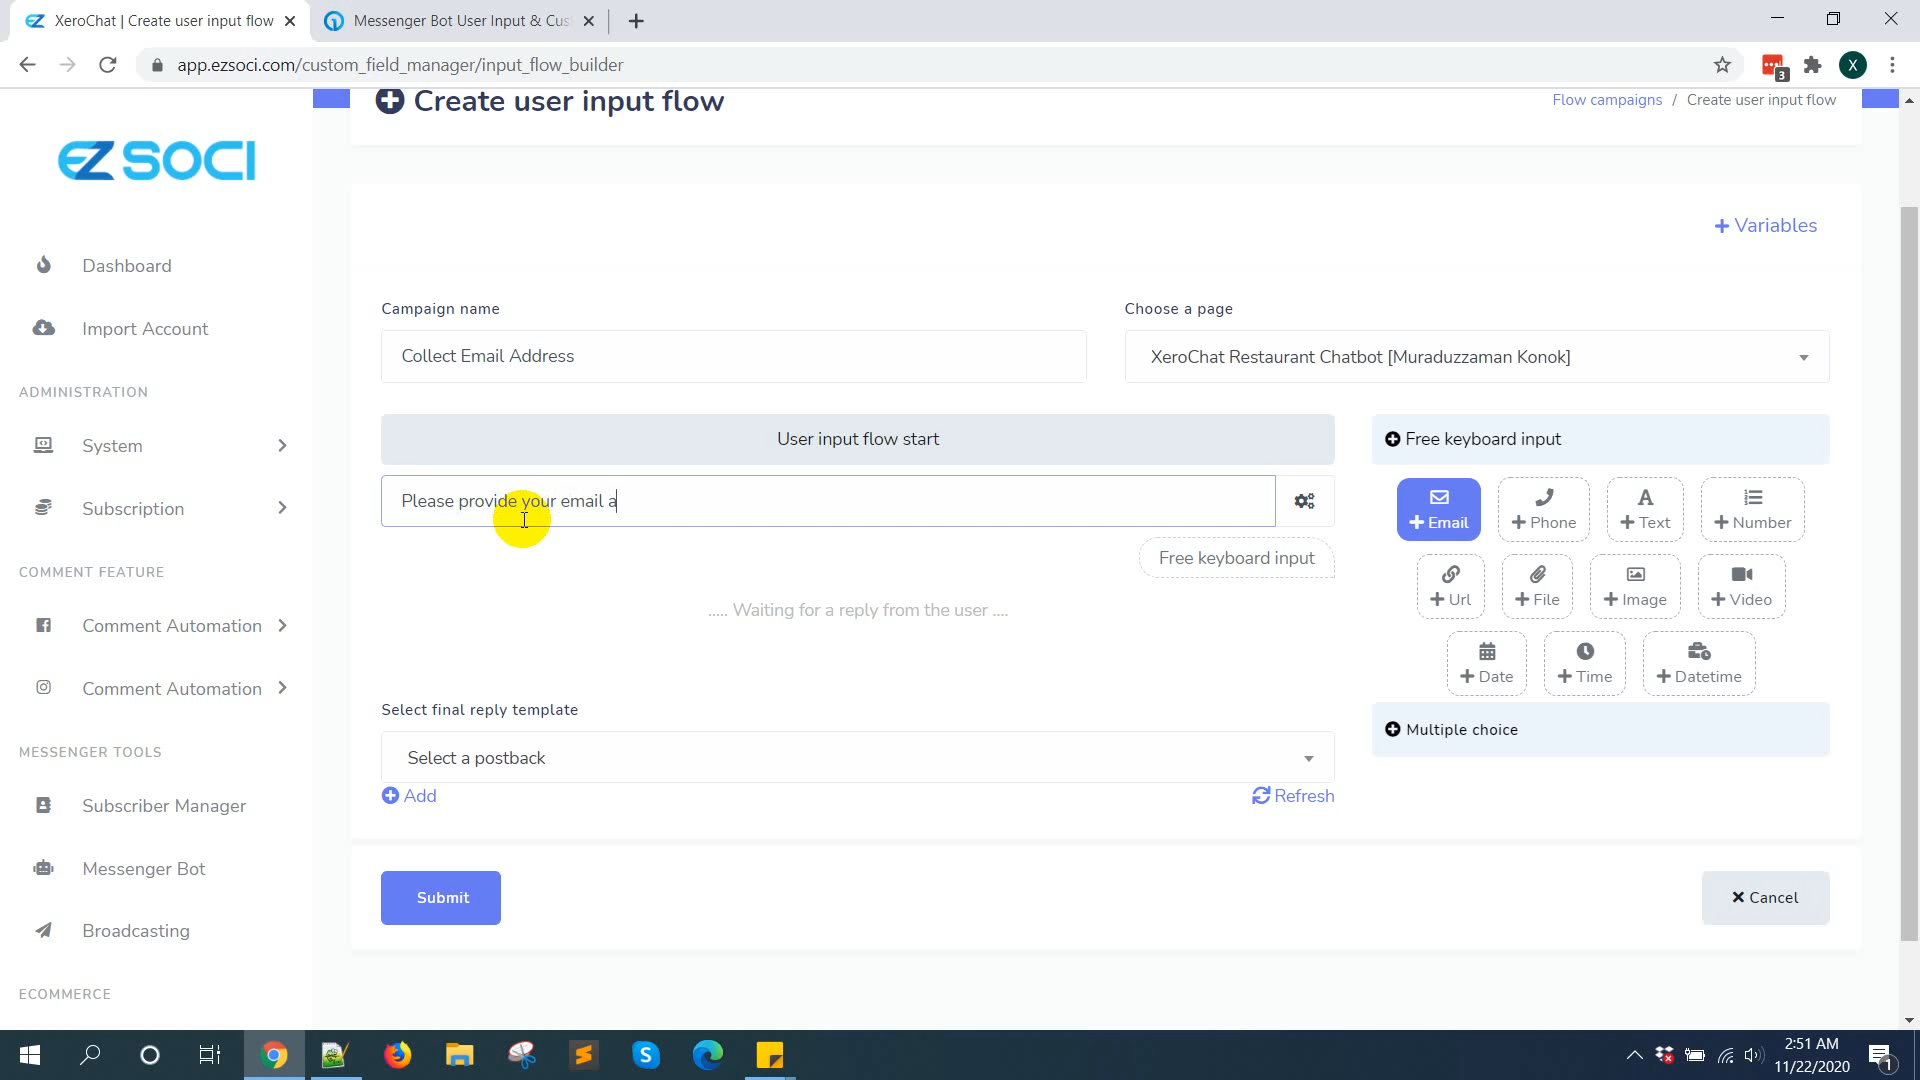 XeroChat | Create user input flow
Messenger Bot User Input & Cus
app.ezsoci.com/custom_field_manager/input_flow_builder
3
X
EZ SOCI
Create user input flow
Flow campaigns / Create user input flow
Variables
Dashboard
Import Account
ADMINISTRATION
System
Subscription
COMMENT FEATURE
Comment Automation
Comment Automation
MESSENGER TOOLS
Subscriber Manager
Messenger Bot
Broadcasting
ECOMMERCE
Campaign name
Collect Email Address
Choose a page
XeroChat Restaurant Chatbot [Muraduzzaman Konok]
User input flow start
Please provide your email a
Free keyboard input
..... Waiting for a reply from the user ....
Select final reply template
Select a postback
Add
Refresh
Free keyboard input
Email
Phone
Text
Number
Url
File
Image
Video
Date
Time
Datetime
Multiple choice
Submit
Cancel
2:51 AM
11/22/2020
1